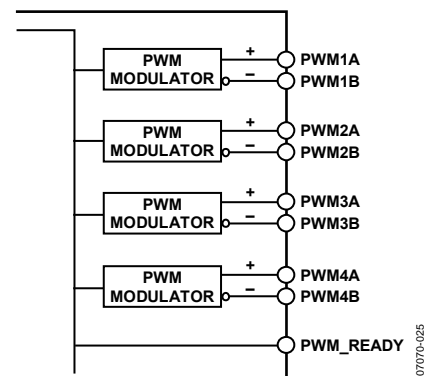 PWM
MODULATOR
+
−
PWM1A
PWM1B
PWM
MODULATOR
+
−
PWM2A
PWM2B
PWM
MODULATOR
+
−
PWM3A
PWM3B
PWM
MODULATOR
+
−
PWM4A
PWM4B
PWM_READY
07070-025